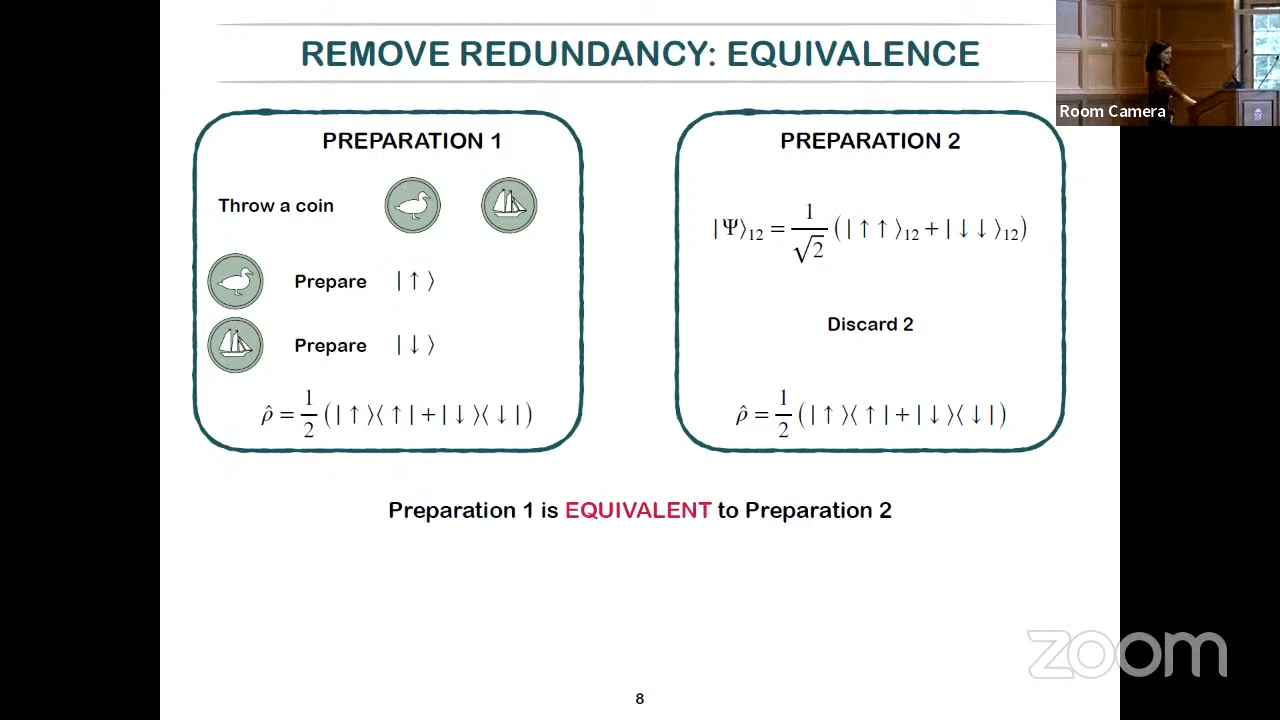 REMOVE REDUNDANCY: EQUIVALENCE
Room Camera
PREPARATION 1
Throw a coin
Prepare | ↑ ⟩
Prepare | ↓ ⟩
ρ̂ = 1/2 ( | ↑ ⟩⟨ ↑ | + | ↓ ⟩⟨ ↓ | )
PREPARATION 2
| Ψ⟩₁₂ = 1/√2 ( | ↑ ↑ ⟩₁₂ + | ↓ ↓ ⟩₁₂ )
Discard 2
ρ̂ = 1/2 ( | ↑ ⟩⟨ ↑ | + | ↓ ⟩⟨ ↓ | )
Preparation 1 is EQUIVALENT to Preparation 2
zoom
8